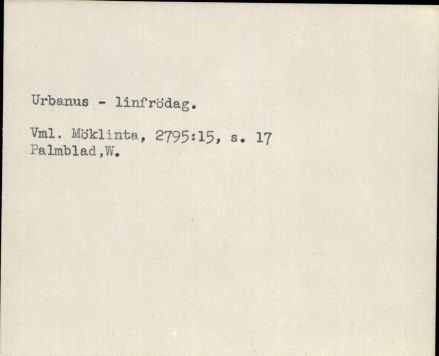 Urbanus - linfrödag.
Vml. Möklinta, 2795:15, s. 17
Palmblad,W.